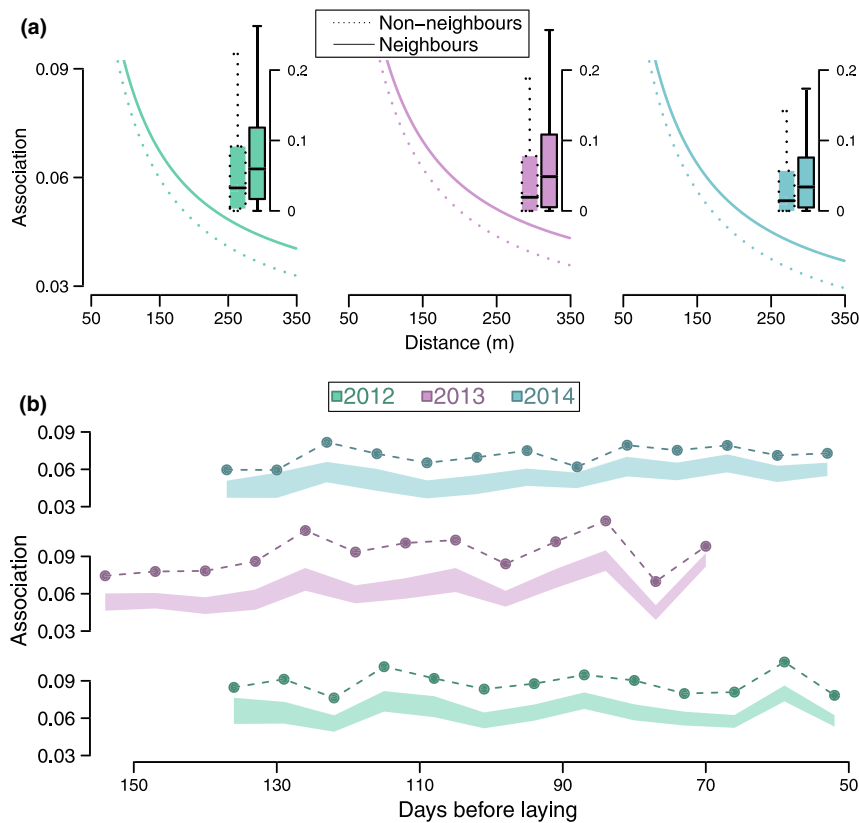 (a)
Non−neighbours
Neighbours
0.09
0.06
0.03
Association
0.2
0.1
0
0.2
0.1
0
0.2
0.1
0
50 150 250 350
50 150 250 350
50 150 250 350
Distance (m)
(b)
2012 2013 2014
0.09
0.06
0.03
0.09
0.06
0.03
0.09
0.06
0.03
Association
150 130 110 90 70 50
Days before laying